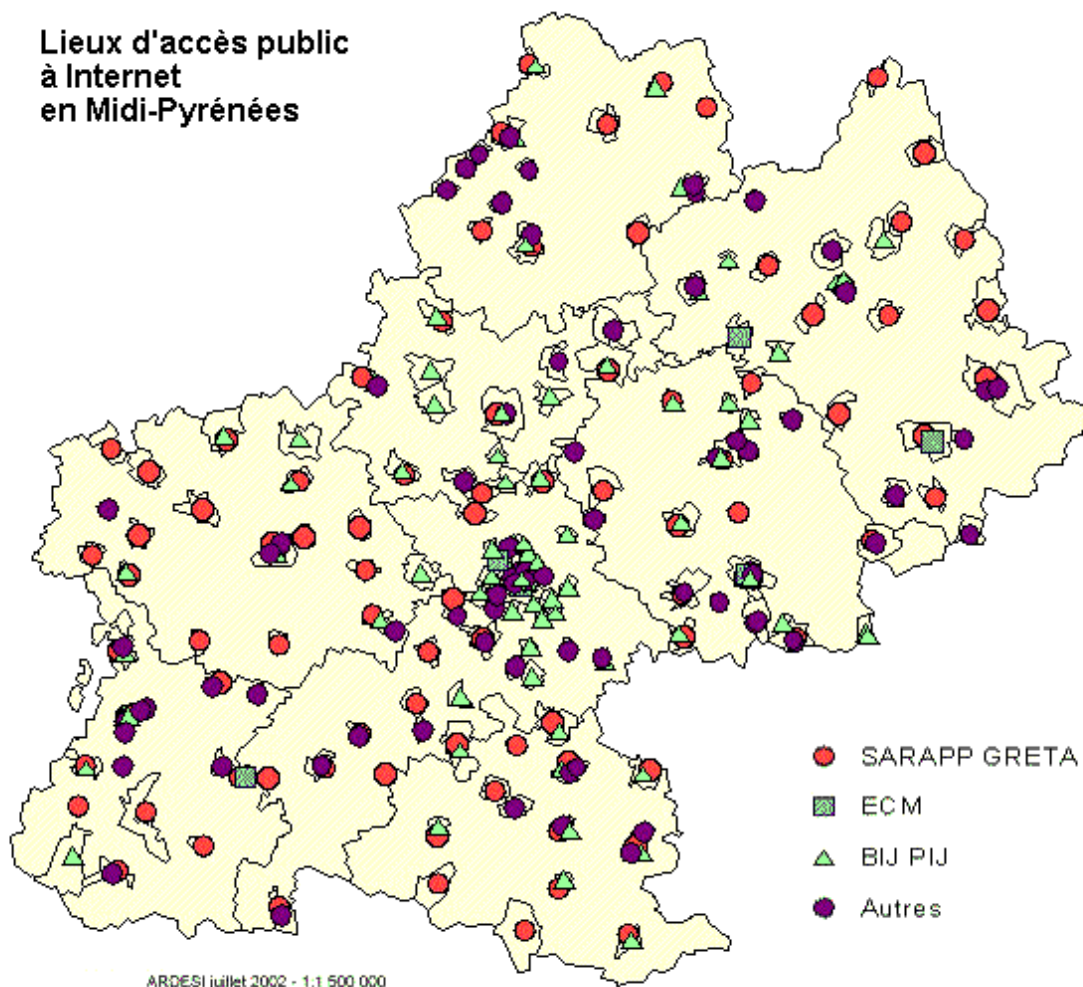 Lieux d'accès public
à Internet
en Midi-Pyrénées
SARAPP GRETA
ECM
BIJ PIJ
Autres
ARDESI juillet 2002 - 1:1 500 000